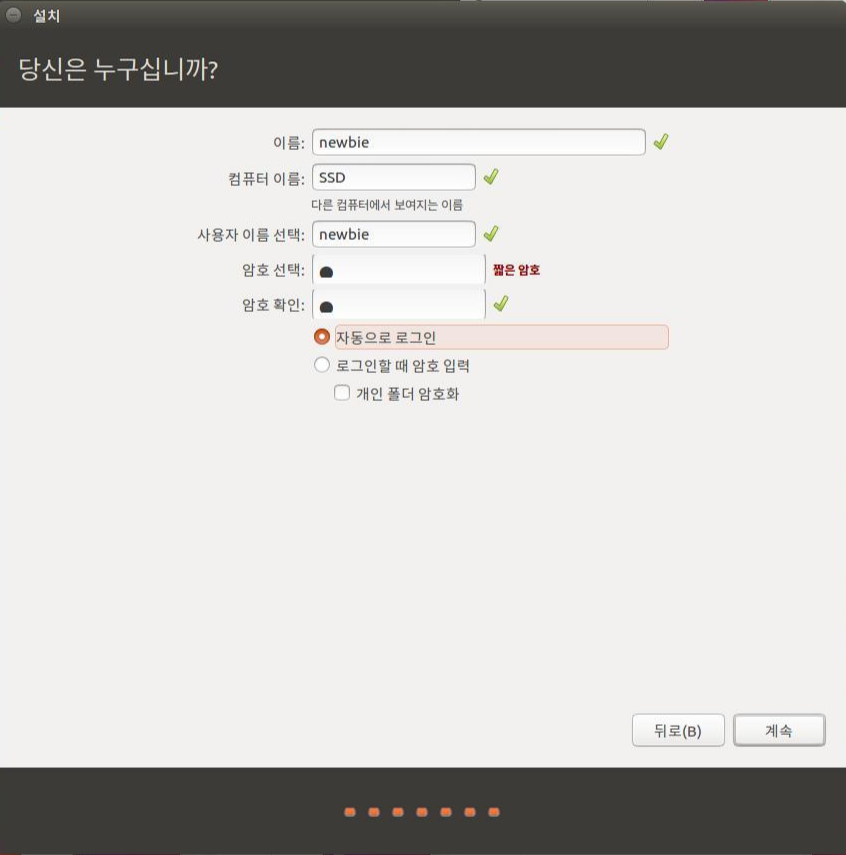 설치
당신은 누구십니까?
이름: newbie
컴퓨터 이름: SSD
다른 컴퓨터에서 보여지는 이름
사용자 이름 선택: newbie
암호 선택: ● 짧은 암호
암호 확인: ●
자동으로 로그인
로그인할 때 암호 입력
개인 폴더 암호화
뒤로(B) 계속